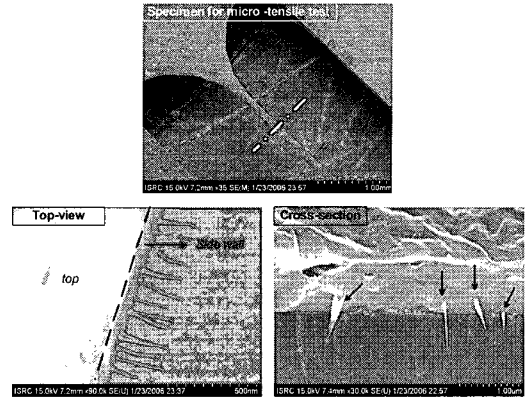 Specimen for micro -tensile test
ISRC 15.0kV 7.2mm x35 SE(M) 1/23/2006 23:57 1.00mm
Top-view
Side wall
top
ISRC 15.0kV 7.2mm x90.0k SE(U) 1/23/2006 23:37 500nm
Cross-section
ISRC 15.0kV 7.4mm x30.0k SE(U) 1/23/2006 22:57 1.00um